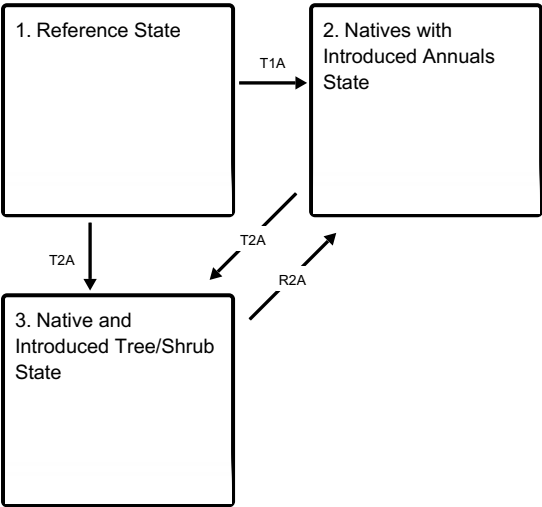 1. Reference State
2. Natives with
Introduced Annuals
State
T1A
T2A
T2A
R2A
3. Native and
Introduced Tree/Shrub
State